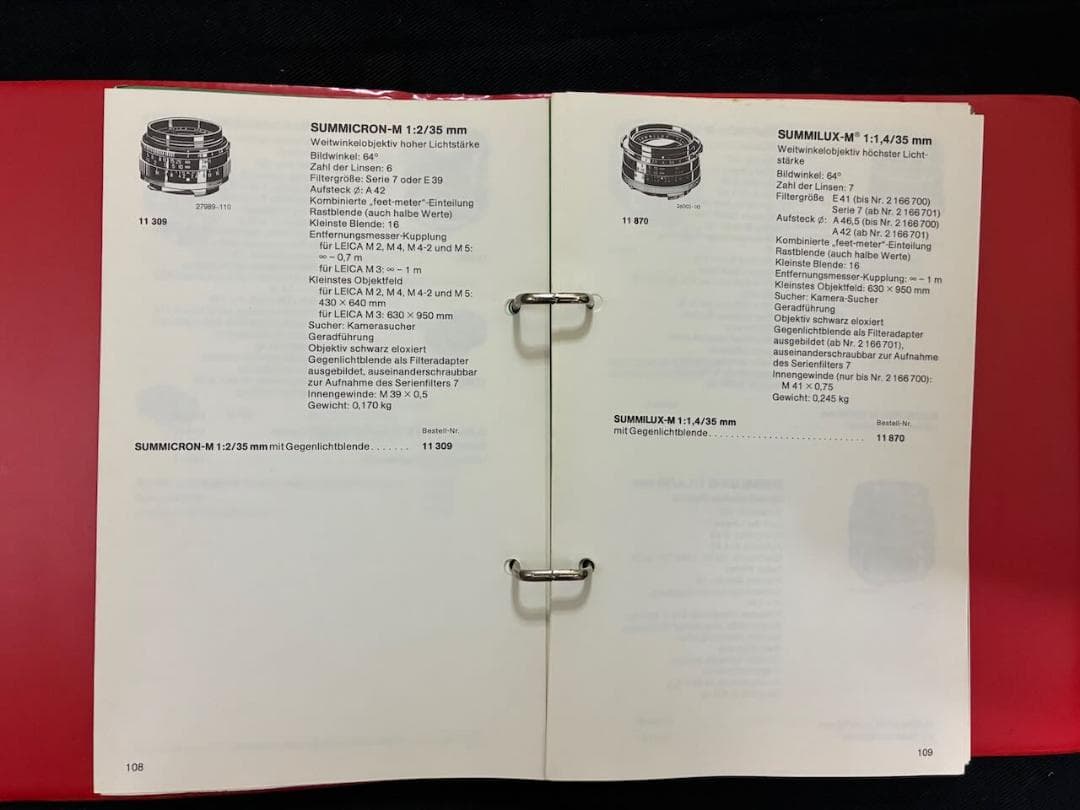 SUMMICRON-M 1:2/35 mm
Weitwinkelobjektiv hoher Lichtstärke
Bildwinkel: 64°
Zahl der Linsen: 6
Filtergröße: Serie 7 oder E 39
Aufsteck ⌀: A 42
Kombinierte „feet-meter"-Einteilung
Rastblende (auch halbe Werte)
Kleinste Blende: 16
Entfernungsmesser-Kupplung
für LEICA M 2, M 4, M 4-2 und M 5:
∞ – 0,7 m
für LEICA M 3: ∞ – 1 m
Kleinstes Objektfeld
für LEICA M 2, M 4, M 4-2 und M 5:
430 × 640 mm
für LEICA M 3: 630 × 950 mm
Sucher: Kamerasucher
Geradführung
Objektiv schwarz eloxiert
Gegenlichtblende als Filteradapter
ausgebildet, auseinanderschraubbar
zur Aufnahme des Serienfilters 7
Innengewinde: M 39 × 0,5
Gewicht: 0,170 kg
27989-110
11 309
Bestell-Nr.
SUMMICRON-M 1:2/35 mm mit Gegenlichtblende....... 11 309
108
SUMMILUX-M® 1:1,4/35 mm
Weitwinkelobjektiv höchster Licht-
stärke
Bildwinkel: 64°
Zahl der Linsen: 7
Filtergröße E 41 (bis Nr. 2 166 700)
Serie 7 (ab Nr. 2 166 701)
Aufsteck ⌀: A 46,5 (bis Nr. 2 166 700)
A 42 (ab Nr. 2 166 701)
Kombinierte „feet-meter"-Einteilung
Rastblende (auch halbe Werte)
Kleinste Blende: 16
Entfernungsmesser-Kupplung: ∞ – 1 m
Kleinstes Objektfeld: 630 × 950 mm
Sucher: Kamera-Sucher
Geradführung
Objektiv schwarz eloxiert
Gegenlichtblende als Filteradapter
ausgebildet (ab Nr. 2 166 701),
auseinanderschraubbar zur Aufnahme
des Serienfilters 7
Innengewinde (nur bis Nr. 2 166 700):
M 41 × 0,75
Gewicht: 0,245 kg
11 870
SUMMILUX-M 1:1,4/35 mm
Bestell-Nr.
mit Gegenlichtblende.......................... 11 870
109